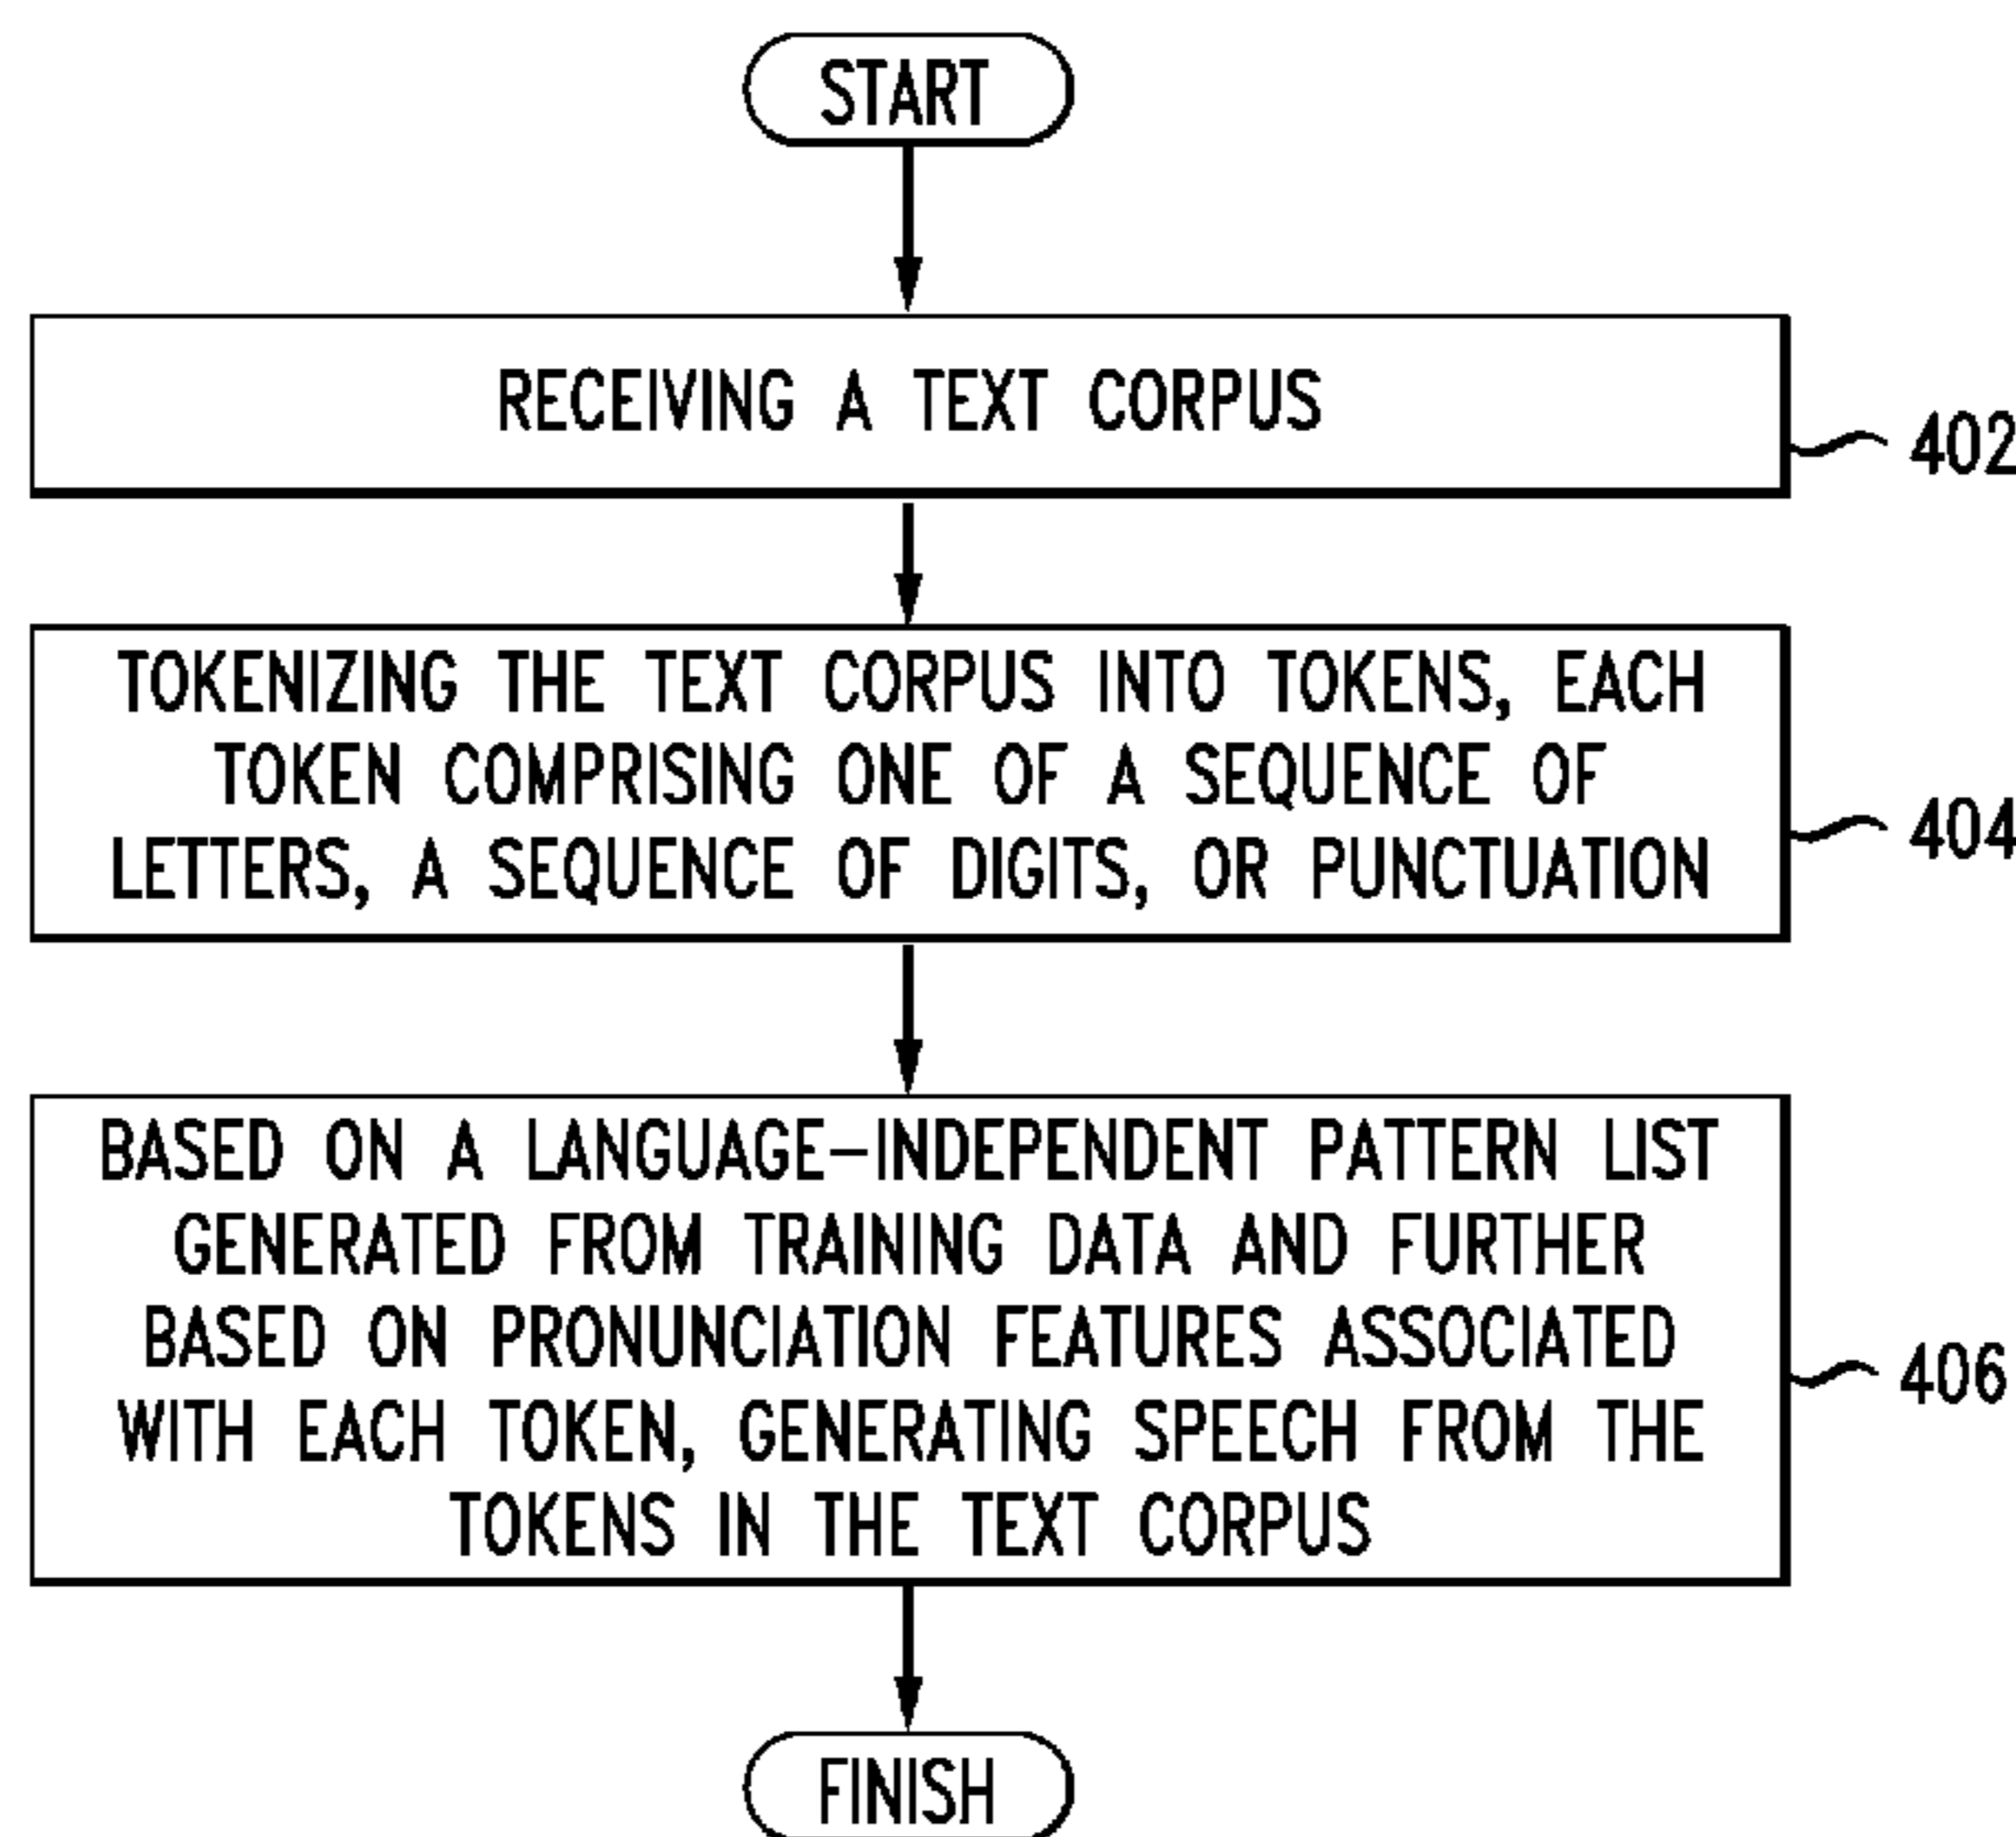 START
RECEIVING A TEXT CORPUS
402
TOKENIZING THE TEXT CORPUS INTO TOKENS, EACH
TOKEN COMPRISING ONE OF A SEQUENCE OF
LETTERS, A SEQUENCE OF DIGITS, OR PUNCTUATION
404
BASED ON A LANGUAGE-INDEPENDENT PATTERN LIST
GENERATED FROM TRAINING DATA AND FURTHER
BASED ON PRONUNCIATION FEATURES ASSOCIATED
WITH EACH TOKEN, GENERATING SPEECH FROM THE
TOKENS IN THE TEXT CORPUS
406
FINISH